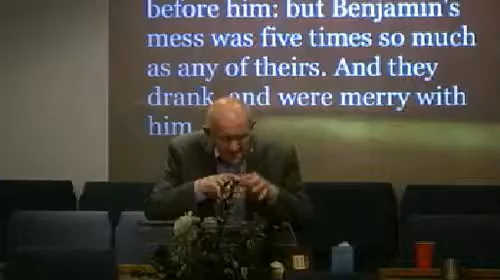 before him: but Benjamin's
mess was five times so much
as any of theirs. And they
drank, and were merry with
him.